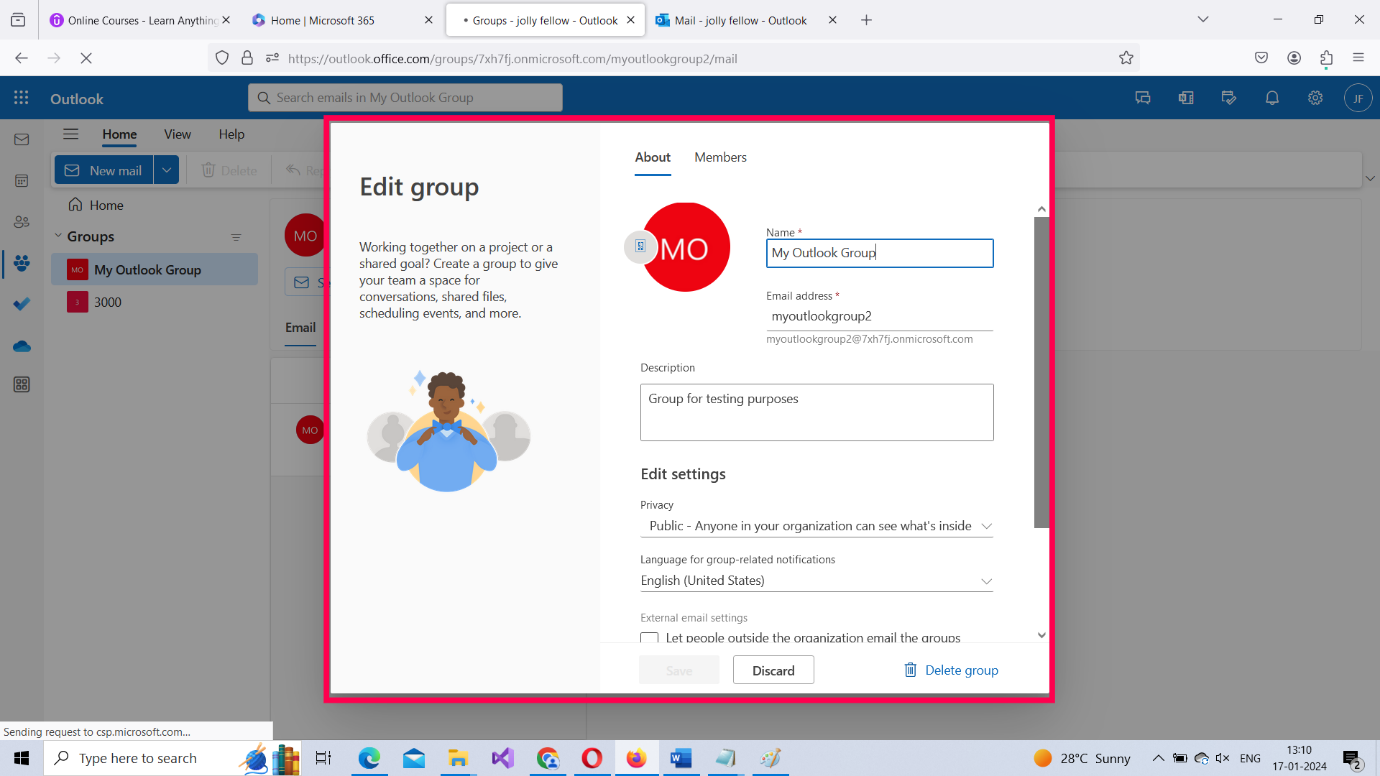 Online Courses - Learn Anything
Home | Microsoft 365
Groups - jolly fellow - Outlook
Mail - jolly fellow - Outlook
https://outlook.office.com/groups/7xh7fj.onmicrosoft.com/myoutlookgroup2/mail
Outlook
Search emails in My Outlook Group
JF
Home
View
Help
New mail
Delete
Home
Groups
MO
My Outlook Group
3
3000
MO
Email
MO
Edit group
Working together on a project or a
shared goal? Create a group to give
your team a space for
conversations, shared files,
scheduling events, and more.
About
Members
MO
Name *
My Outlook Group
Email address *
myoutlookgroup2
myoutlookgroup2@7xh7fj.onmicrosoft.com
Description
Group for testing purposes
Edit settings
Privacy
Public - Anyone in your organization can see what's inside
Language for group-related notifications
English (United States)
External email settings
Let people outside the organization email the groups
Save
Discard
Delete group
Sending request to csp.microsoft.com...
Type here to search
28°C Sunny
ENG
13:10
17-01-2024
2